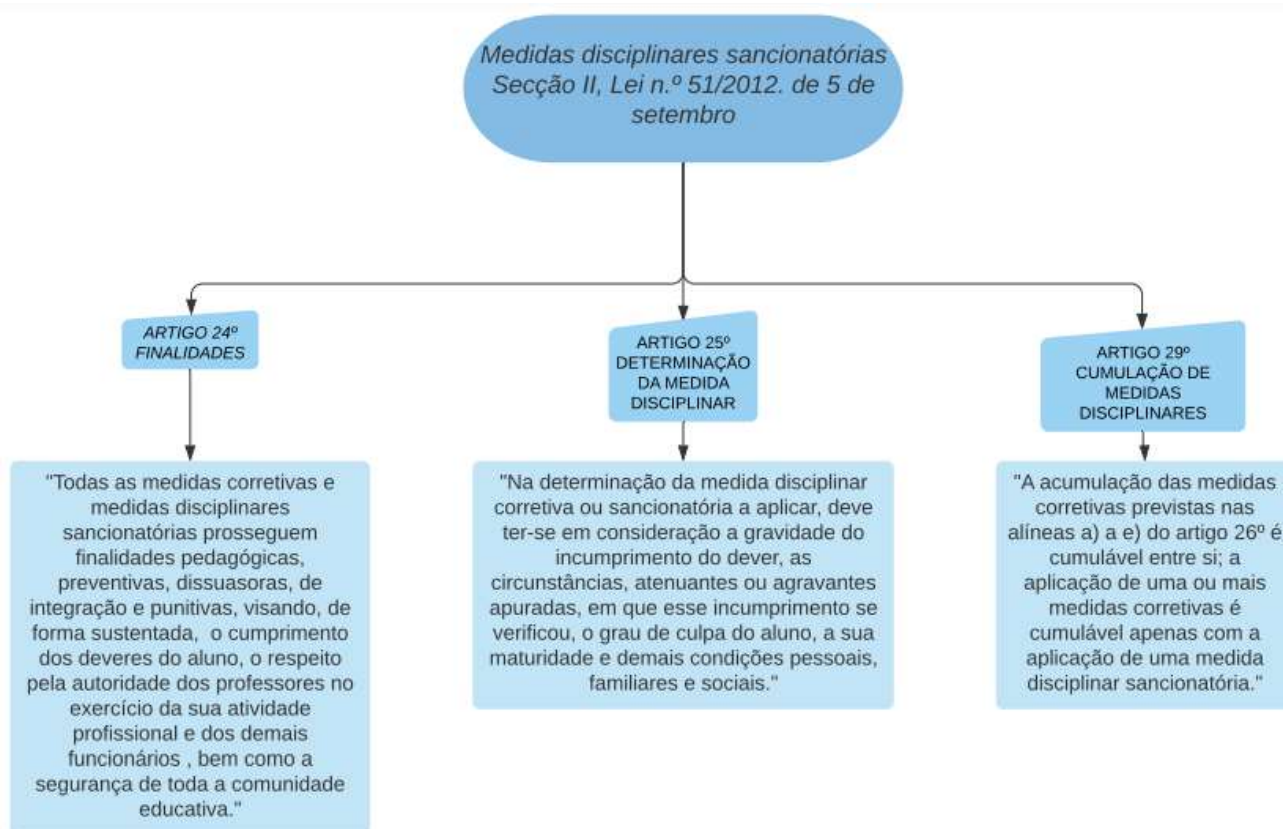 Medidas disciplinares sancionatórias
Secção II, Lei n.º 51/2012. de 5 de
setembro
ARTIGO 24º
FINALIDADES
"Todas as medidas corretivas e
medidas disciplinares
sancionatórias prosseguem
finalidades pedagógicas,
preventivas, dissuasoras, de
integração e punitivas, visando, de
forma sustentada,  o cumprimento
dos deveres do aluno, o respeito
pela autoridade dos professores no
exercício da sua atividade
profissional e dos demais
funcionários , bem como a
segurança de toda a comunidade
educativa."
ARTIGO 25º
DETERMINAÇÃO
DA MEDIDA
DISCIPLINAR
"Na determinação da medida disciplinar
corretiva ou sancionatória a aplicar, deve
ter-se em consideração a gravidade do
incumprimento do dever, as
circunstâncias, atenuantes ou agravantes
apuradas, em que esse incumprimento se
verificou, o grau de culpa do aluno, a sua
maturidade e demais condições pessoais,
familiares e sociais."
ARTIGO 29º
CUMULAÇÃO DE
MEDIDAS
DISCIPLINARES
"A acumulação das medidas
corretivas previstas nas
alíneas a) a e) do artigo 26º é
cumulável entre si; a
aplicação de uma ou mais
medidas corretivas é
cumulável apenas com a
aplicação de uma medida
disciplinar sancionatória."